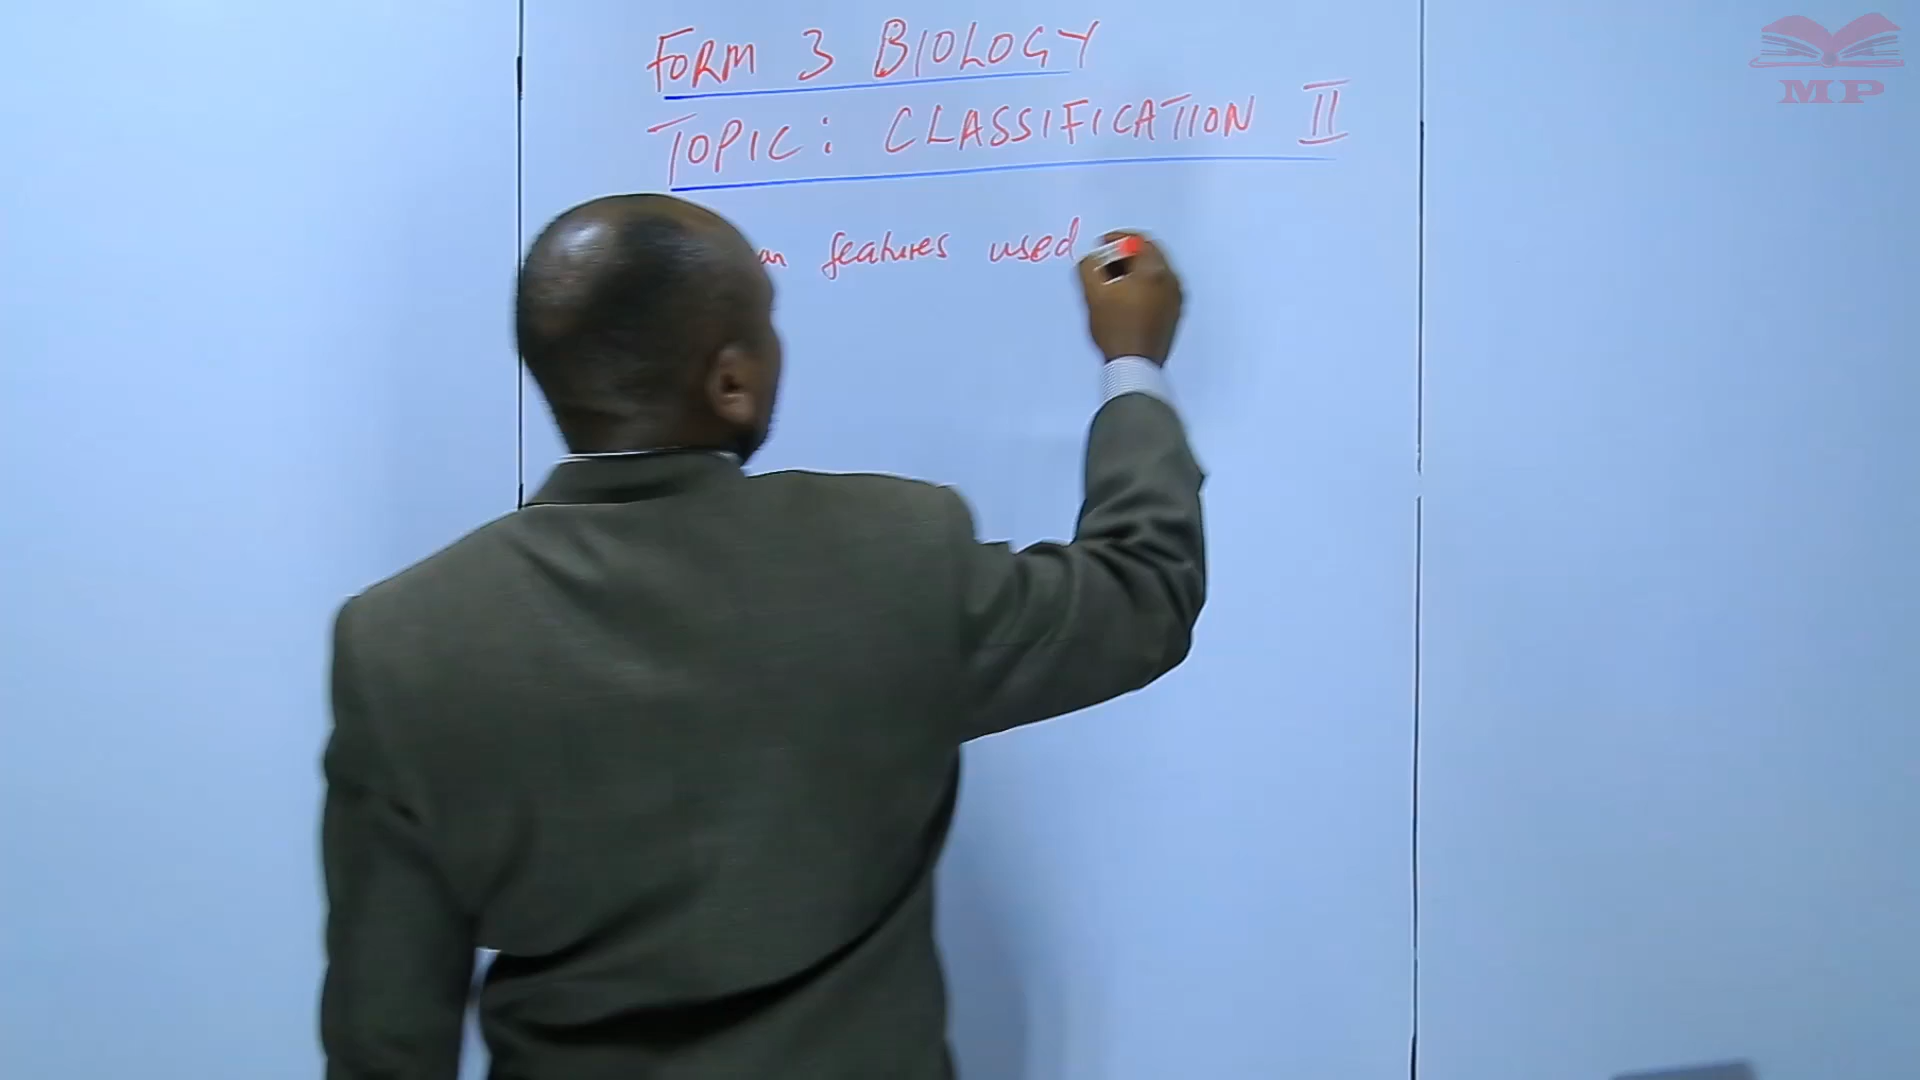 FORM 3 BIOLOGY
TOPIC: CLASSIFICATION II
features used
MP